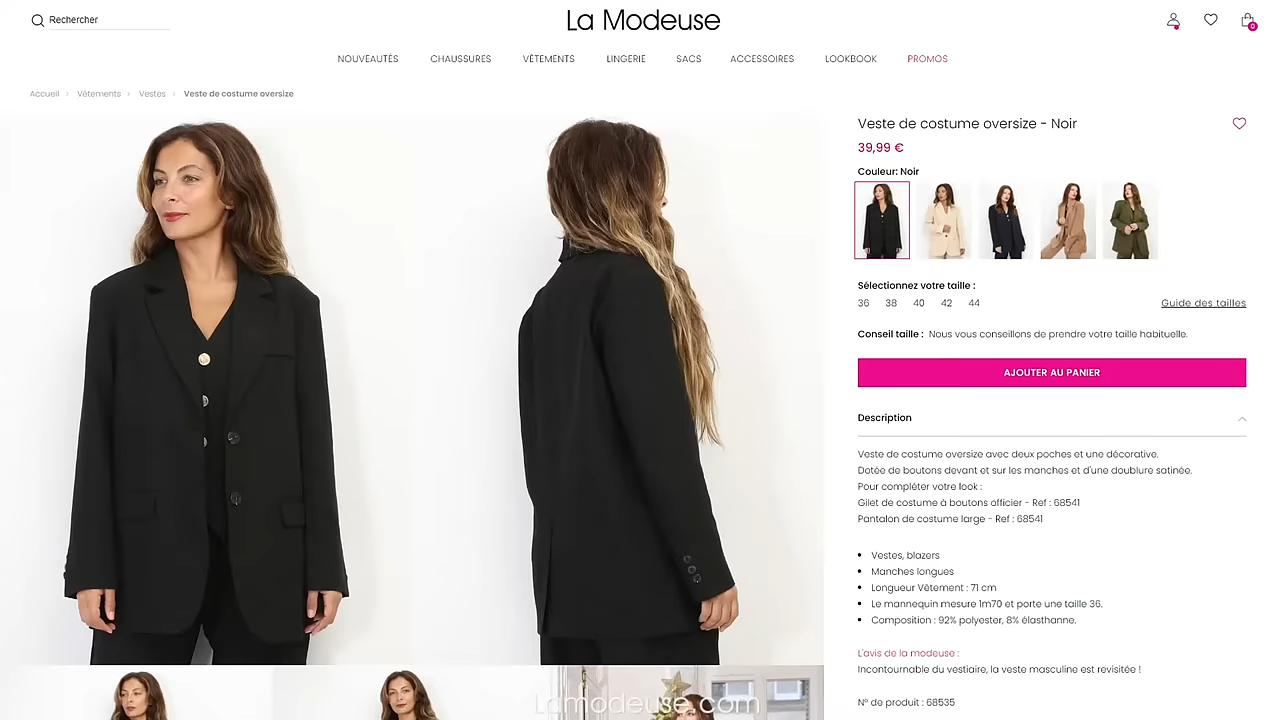 Rechercher
La Modeuse
0
NOUVEAUTÉS CHAUSSURES VÊTEMENTS LINGERIE SACS ACCESSOIRES LOOKBOOK PROMOS
Accueil > Vêtements > Vestes > Veste de costume oversize
Veste de costume oversize - Noir
39,99 €
Couleur: Noir
Sélectionnez votre taille :
36 38 40 42 44
Guide des tailles
Conseil taille : Nous vous conseillons de prendre votre taille habituelle.
AJOUTER AU PANIER
Description
Veste de costume oversize avec deux poches et une décorative.
Dotée de boutons devant et sur les manches et d'une doublure satinée.
Pour compléter votre look :
Gilet de costume à boutons officier - Ref : 68541
Pantalon de costume large - Ref : 68541
• Vestes, blazers
• Manches longues
• Longueur Vêtement : 71 cm
• Le mannequin mesure 1m70 et porte une taille 36.
• Composition : 92% polyester, 8% élasthanne.
L'avis de la modeuse :
Incontournable du vestiaire, la veste masculine est revisitée !
N° de produit : 68535
Lamodeuse.com